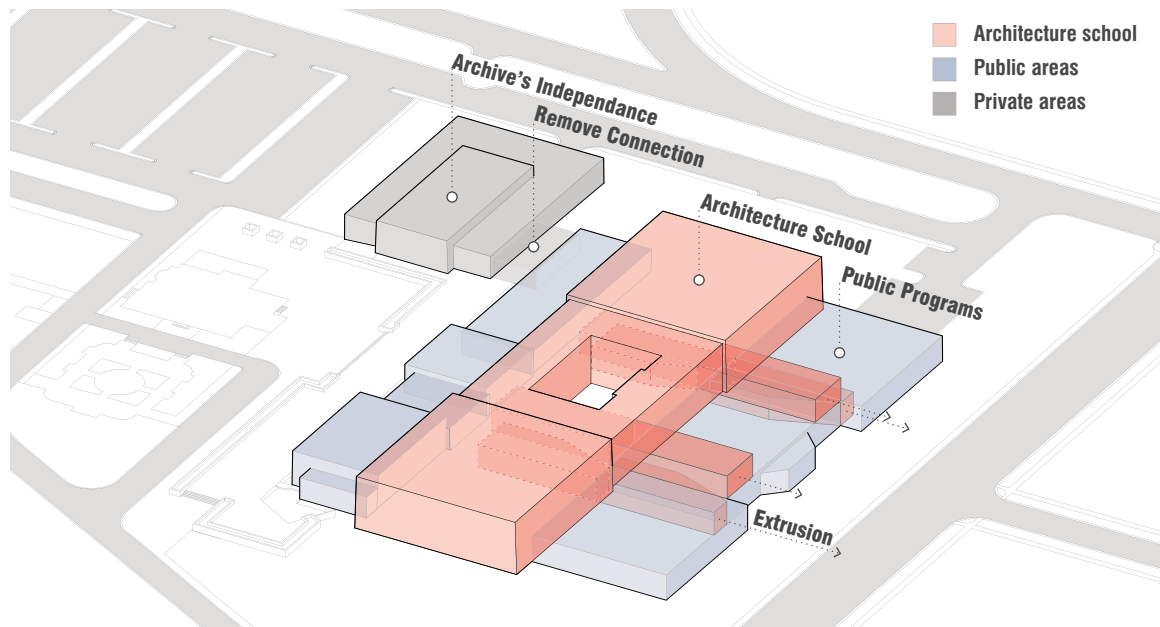 Architecture school
Public areas
Private areas
Archive's Independance
Remove Connection
Architecture School
Public Programs
Extrusion